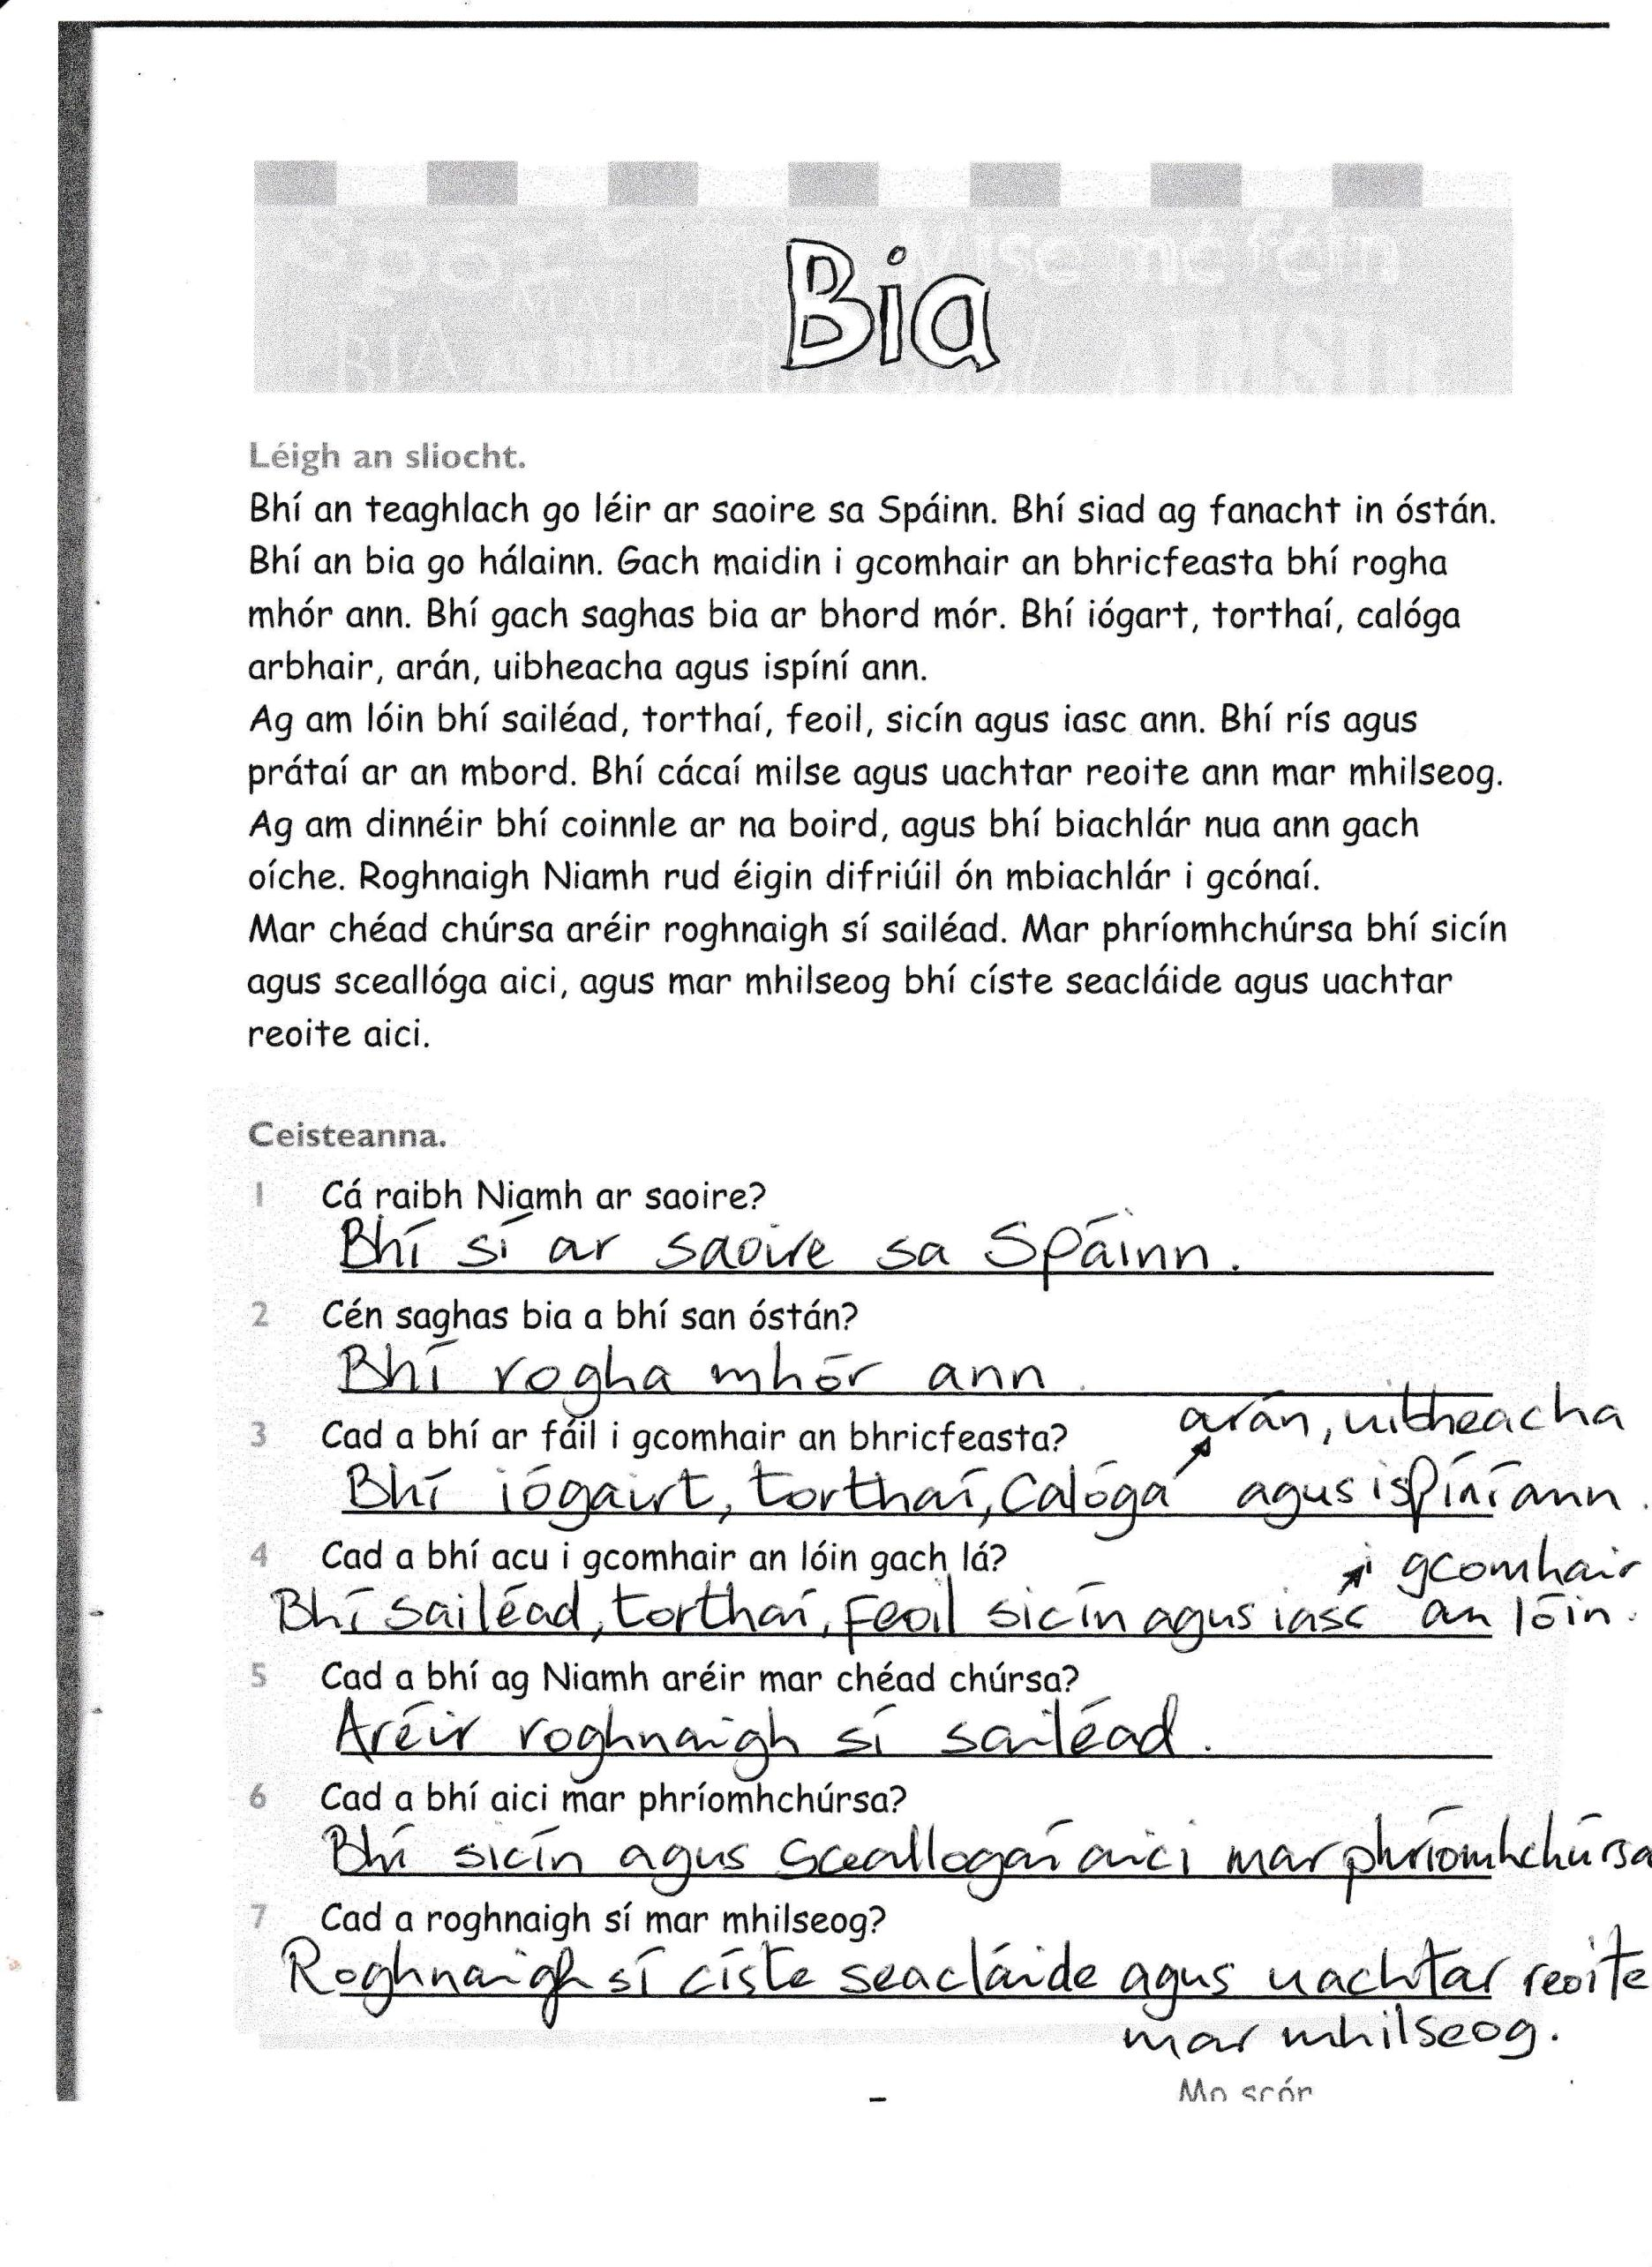 Bia
Léigh an sliocht.
Bhí an teaghlach go léir ar saoire sa Spáinn. Bhí siad ag fanacht in óstán.
Bhí an bia go hálainn. Gach maidin i gcomhair an bhricfeasta bhí rogha
mhór ann. Bhí gach saghas bia ar bhord mór. Bhí iógart, torthaí, calóga
arbhair, arán, uibheacha agus ispíní ann.
Ag am lóin bhí sailéad, torthaí, feoil, sicín agus iasc ann. Bhí rís agus
prátaí ar an mbord. Bhí cácaí milse agus uachtar reoite ann mar mhilseog.
Ag am dinnéir bhí coinnle ar na boird, agus bhí biachlár nua ann gach
oíche. Roghnaigh Niamh rud éigin difriúil ón mbiachlár i gcónaí.
Mar chéad chúrsa aréir roghnaigh sí sailéad. Mar phríomhchúrsa bhí sicín
agus sceallóga aici, agus mar mhilseog bhí císte seacláide agus uachtar
reoite aici.
Ceisteanna.
1 Cá raibh Niamh ar saoire?
Bhí sí ar saoire sa Spáinn.
2 Cén saghas bia a bhí san óstán?
Bhí rogha mhór ann.
3 Cad a bhí ar fáil i gcomhair an bhricfeasta?
arán, uibheacha
Bhí iógairt, torthaí, calóga agus ispíní ann.
4 Cad a bhí acu i gcomhair an lóin gach lá?
i gcomhair
Bhí sailéad, torthaí, feoil sicín agus iasc an lóin.
5 Cad a bhí ag Niamh aréir mar chéad chúrsa?
Aréir roghnaigh sí sailéad.
6 Cad a bhí aici mar phríomhchúrsa?
Bhí sicín agus sceallogaí aici mar phríomhchúrsa
7 Cad a roghnaigh sí mar mhilseog?
Roghnaigh sí císte seacláide agus uachtar reoite
mar mhilseog.
Mo scór